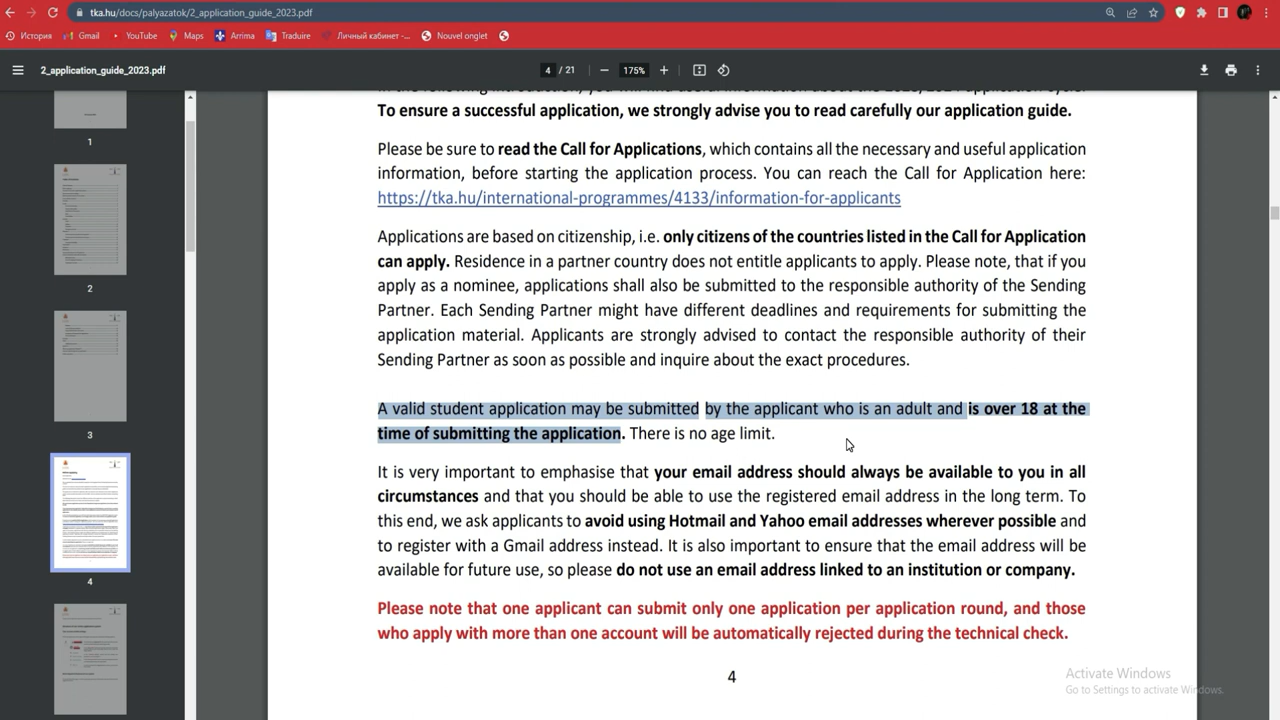 tka.hu/docs/palyazatok/2_application_guide_2023.pdf
История Gmail YouTube Maps Arrima Traduire Личный кабинет -... Nouvel onglet
2_application_guide_2023.pdf 4 / 21 175%
To ensure a successful application, we strongly advise you to read carefully our application guide.
Please be sure to read the Call for Applications, which contains all the necessary and useful application
information, before starting the application process. You can reach the Call for Application here:
https://tka.hu/international-programmes/4133/information-for-applicants
Applications are based on citizenship, i.e. only citizens of the countries listed in the Call for Application
can apply. Residence in a partner country does not entitle applicants to apply. Please note, that if you
apply as a nominee, applications shall also be submitted to the responsible authority of the Sending
Partner. Each Sending Partner might have different deadlines and requirements for submitting the
application material. Applicants are strongly advised to contact the responsible authority of their
Sending Partner as soon as possible and inquire about the exact procedures.
A valid student application may be submitted by the applicant who is an adult and is over 18 at the
time of submitting the application. There is no age limit.
It is very important to emphasise that your email address should always be available to you in all
circumstances and that you should be able to use the registered email address in the long term. To
this end, we ask applicants to avoid using Hotmail and Yahoo email addresses whenever possible and
to register with a Gmail address instead. It is also important to ensure that the email address will be
available for future use, so please do not use an email address linked to an institution or company.
Please note that one applicant can submit only one application per application round, and those
who apply with more than one account will be automatically rejected during the technical check.
4
1
2
3
4
Activate Windows
Go to Settings to activate Windows.